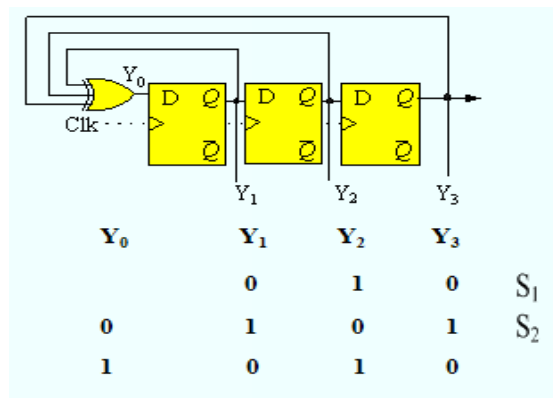 Y0
D Q D Q D Q
Clk
Q̅ Q̅ Q̅
Y1 Y2 Y3
Y0 Y1 Y2 Y3
0 1 0 S1
0 1 0 1 S2
1 0 1 0